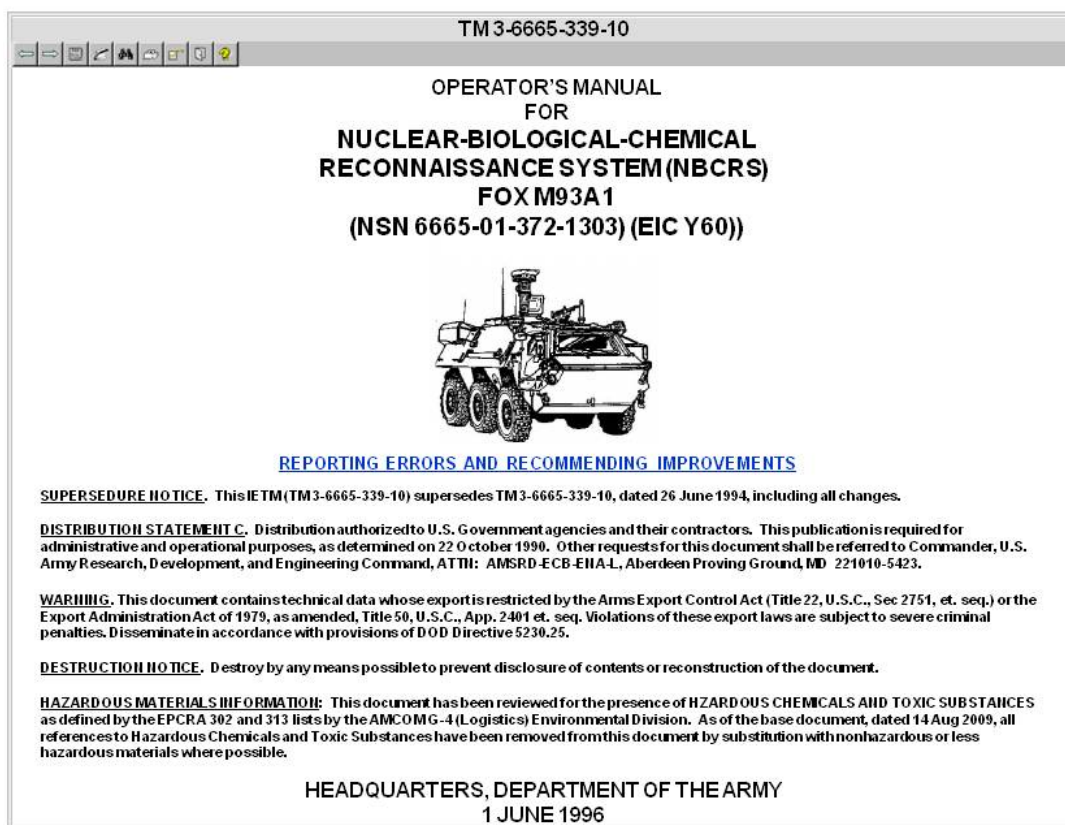 TM 3-6665-339-10
OPERATOR'S MANUAL
FOR
NUCLEAR-BIOLOGICAL-CHEMICAL
RECONNAISSANCE SYSTEM (NBCRS)
FOX M93A1
(NSN 6665-01-372-1303) (EIC Y60))
REPORTING ERRORS AND RECOMMENDING IMPROVEMENTS
SUPERSEDURE NOTICE. This IETM (TM 3-6665-339-10) supersedes TM 3-6665-339-10, dated 26 June 1994, including all changes.
DISTRIBUTION STATEMENT C. Distribution authorized to U.S. Government agencies and their contractors. This publication is required for
administrative and operational purposes, as determined on 22 October 1990. Other requests for this document shall be referred to Commander, U.S.
Army Research, Development, and Engineering Command, ATTN: AMSRD-ECB-ENA-L, Aberdeen Proving Ground, MD 221010-5423.
WARNING. This document contains technical data whose export is restricted by the Arms Export Control Act (Title 22, U.S.C., Sec 2751, et. seq.) or the
Export Administration Act of 1979, as amended, Title 50, U.S.C., App. 2401 et. seq. Violations of these export laws are subject to severe criminal
penalties. Disseminate in accordance with provisions of DOD Directive 5230.25.
DESTRUCTION NOTICE. Destroy by any means possible to prevent disclosure of contents or reconstruction of the document.
HAZARDOUS MATERIALS INFORMATION: This document has been reviewed for the presence of HZARDOUS CHEMICALS AND TOXIC SUBSTANCES
as defined by the EPCRA 302 and 313 lists by the AMCOM G-4 (Logistics) Environmental Division. As of the base document, dated 14 Aug 2009, all
references to Hazardous Chemicals and Toxic Substances have been removed from this document by substitution with nonhazardous or less
hazardous materials where possible.
HEADQUARTERS, DEPARTMENT OF THE ARMY
1 JUNE 1996